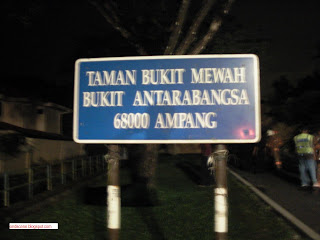 TAMAN BUKIT MEWAH
BUKIT ANTARABANGSA
68000 AMPANG